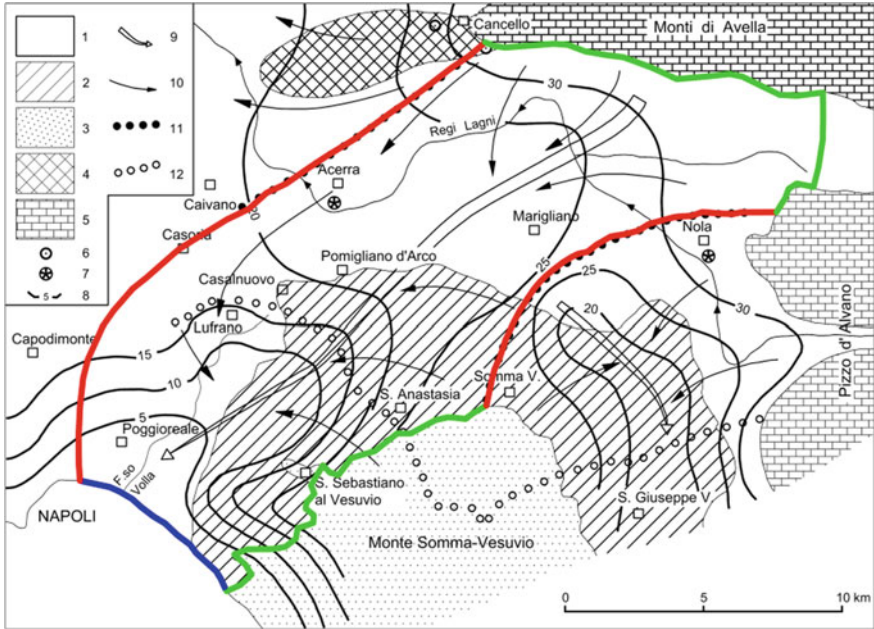 1
2
3
4
5
6
7
5
8
9
10
11
12
Cancello
Monti di Avella
30
Regi Lagni
Acerra
Caivano
20
Casoria
Marigliano
Nola
Pomigliano d'Arco
Casalnuovo
25
25
Lufrano
20
30
Capodimonte
15
10
5
Pizzo d' Alvano
Somma V.
S. Anastasia
Poggioreale
F.so
Volla
S. Sebastiano
al Vesuvio
S. Giuseppe V.
NAPOLI
Monte Somma-Vesuvio
0
5
10 km